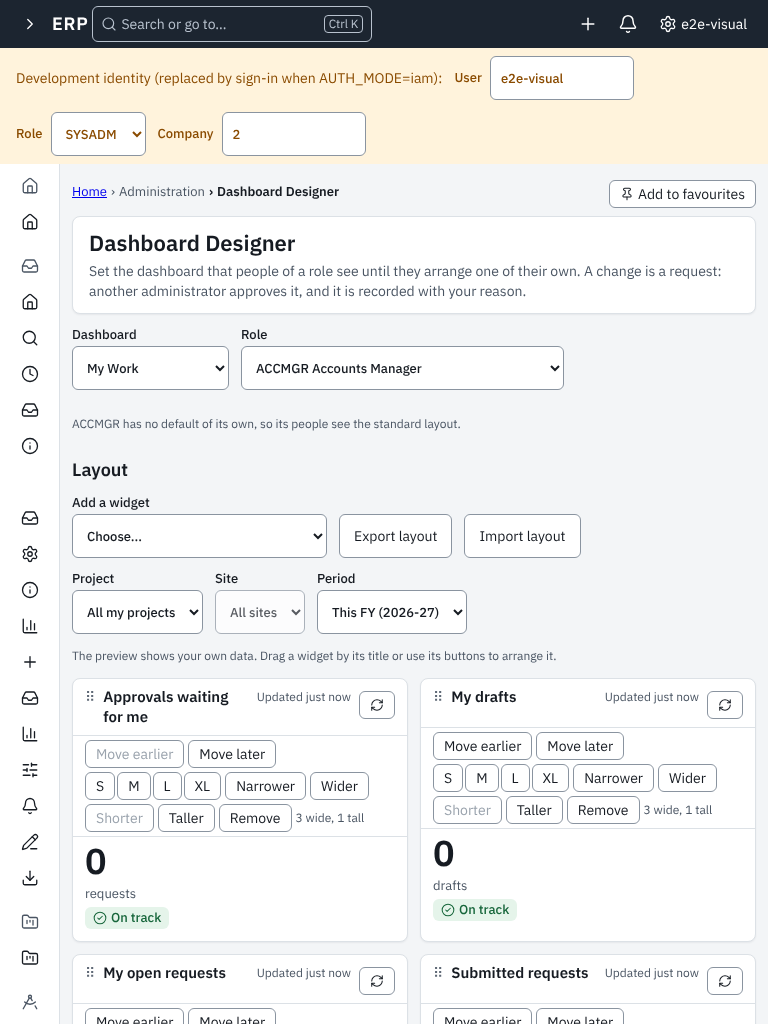 ERP
Search or go to...
Ctrl K
e2e-visual
Development identity (replaced by sign-in when AUTH_MODE=iam):
User
e2e-visual
Role
SYSADM
Company
2
Home › Administration › Dashboard Designer
Add to favourites
Dashboard Designer
Set the dashboard that people of a role see until they arrange one of their own. A change is a request:
another administrator approves it, and it is recorded with your reason.
Dashboard
Role
My Work
ACCMGR Accounts Manager
ACCMGR has no default of its own, so its people see the standard layout.
Layout
Add a widget
Choose...
Export layout
Import layout
Project
Site
Period
All my projects
All sites
This FY (2026-27)
The preview shows your own data. Drag a widget by its title or use its buttons to arrange it.
Approvals waiting
for me
Updated just now
Move earlier
Move later
S
M
L
XL
Narrower
Wider
Shorter
Taller
Remove
3 wide, 1 tall
0
requests
On track
My drafts
Updated just now
Move earlier
Move later
S
M
L
XL
Narrower
Wider
Shorter
Taller
Remove
3 wide, 1 tall
0
drafts
On track
My open requests
Updated just now
Move earlier
Move later
Submitted requests
Updated just now
Move earlier
Move later